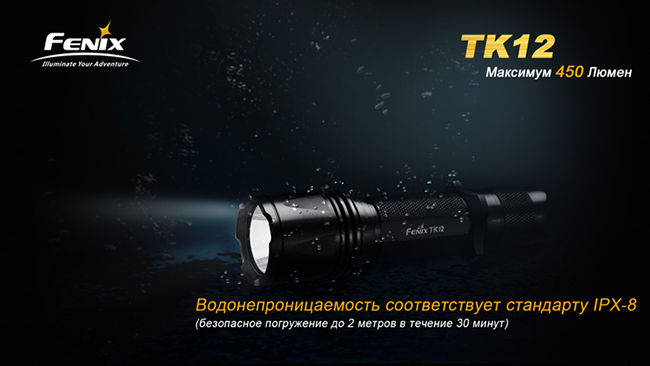 FENIX
Illuminate Your Adventure
TK12
Максимум 450 Люмен
FENIX TK12
Водонепроницаемость соответствует стандарту IPX-8
(безопасное погружение до 2 метров в течение 30 минут)